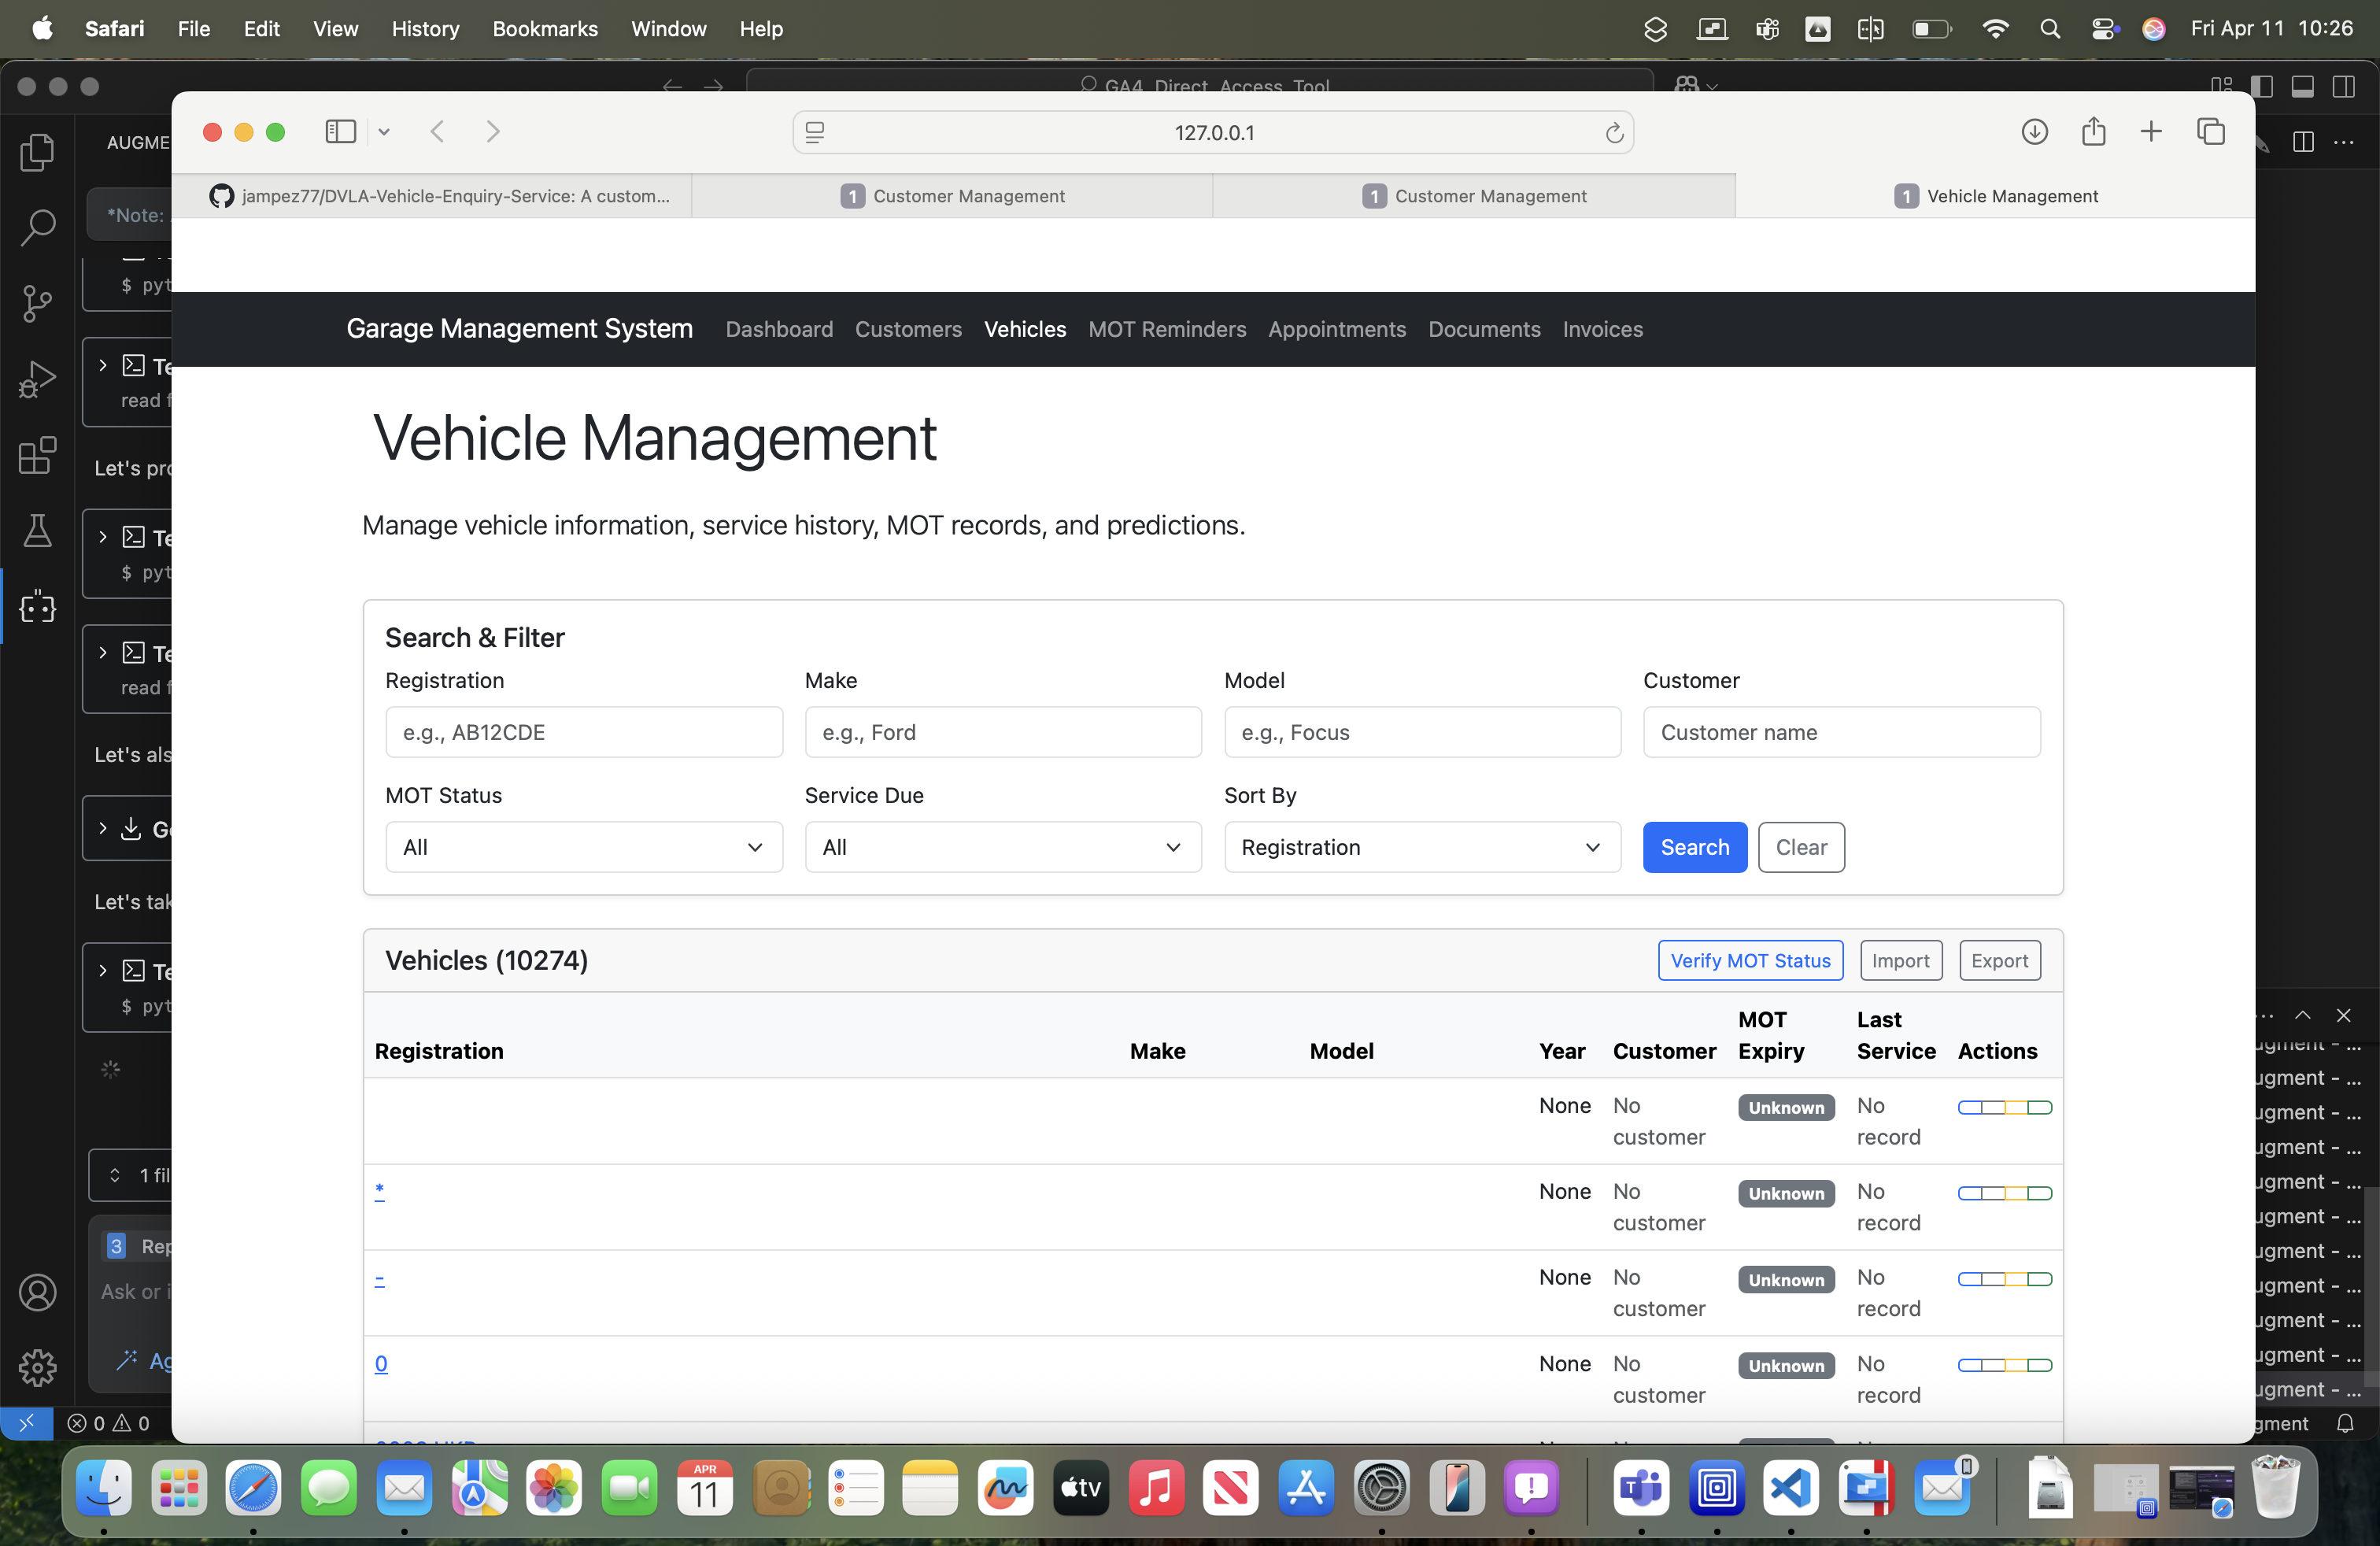 Safari File Edit View History Bookmarks Window Help Fri Apr 11 10:26
GA4 Direct Access Tool
AUGME
127.0.0.1
jampez77/DVLA-Vehicle-Enquiry-Service: A custom...
1 Customer Management
1 Customer Management
1 Vehicle Management
*Note:
$ pyt
Te
read f
Let's pro
Te
$ pyt
Te
read f
Let's als
Ge
Let's tak
Te
$ pyt
1 fil
3 Rep
Ask or i
Ag
0 0
Garage Management System Dashboard Customers Vehicles MOT Reminders Appointments Documents Invoices
Vehicle Management
Manage vehicle information, service history, MOT records, and predictions.
Search & Filter
Registration Make Model Customer
e.g., AB12CDE e.g., Ford e.g., Focus Customer name
MOT Status Service Due Sort By
All All Registration Search Clear
Vehicles (10274) Verify MOT Status Import Export
Registration Make Model Year Customer MOT Expiry Last Service Actions
None No customer Unknown No record
* None No customer Unknown No record
- None No customer Unknown No record
0 None No customer Unknown No record
ugment - ...
ugment - ...
ugment - ...
ugment - ...
ugment - ...
ugment - ...
ugment - ...
ugment - ...
ugment - ...
ugment - ...
ugment - ...
gment
APR
11
tv